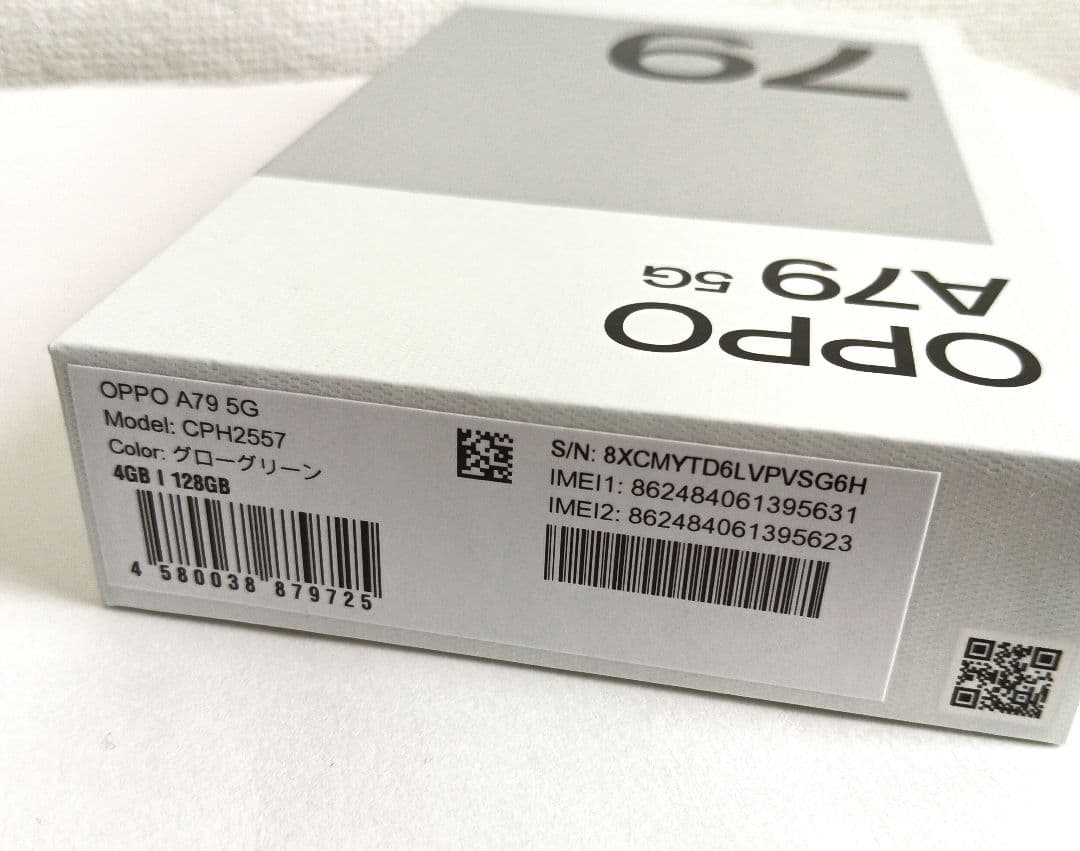 79
A79 5G
OPPO
OPPO A79 5G
Model: CPH2557
Color: グローグリーン
4GB | 128GB
4 580038 879725
S/N: 8XCMYTD6LVPVSG6H
IMEI1: 862484061395631
IMEI2: 862484061395623